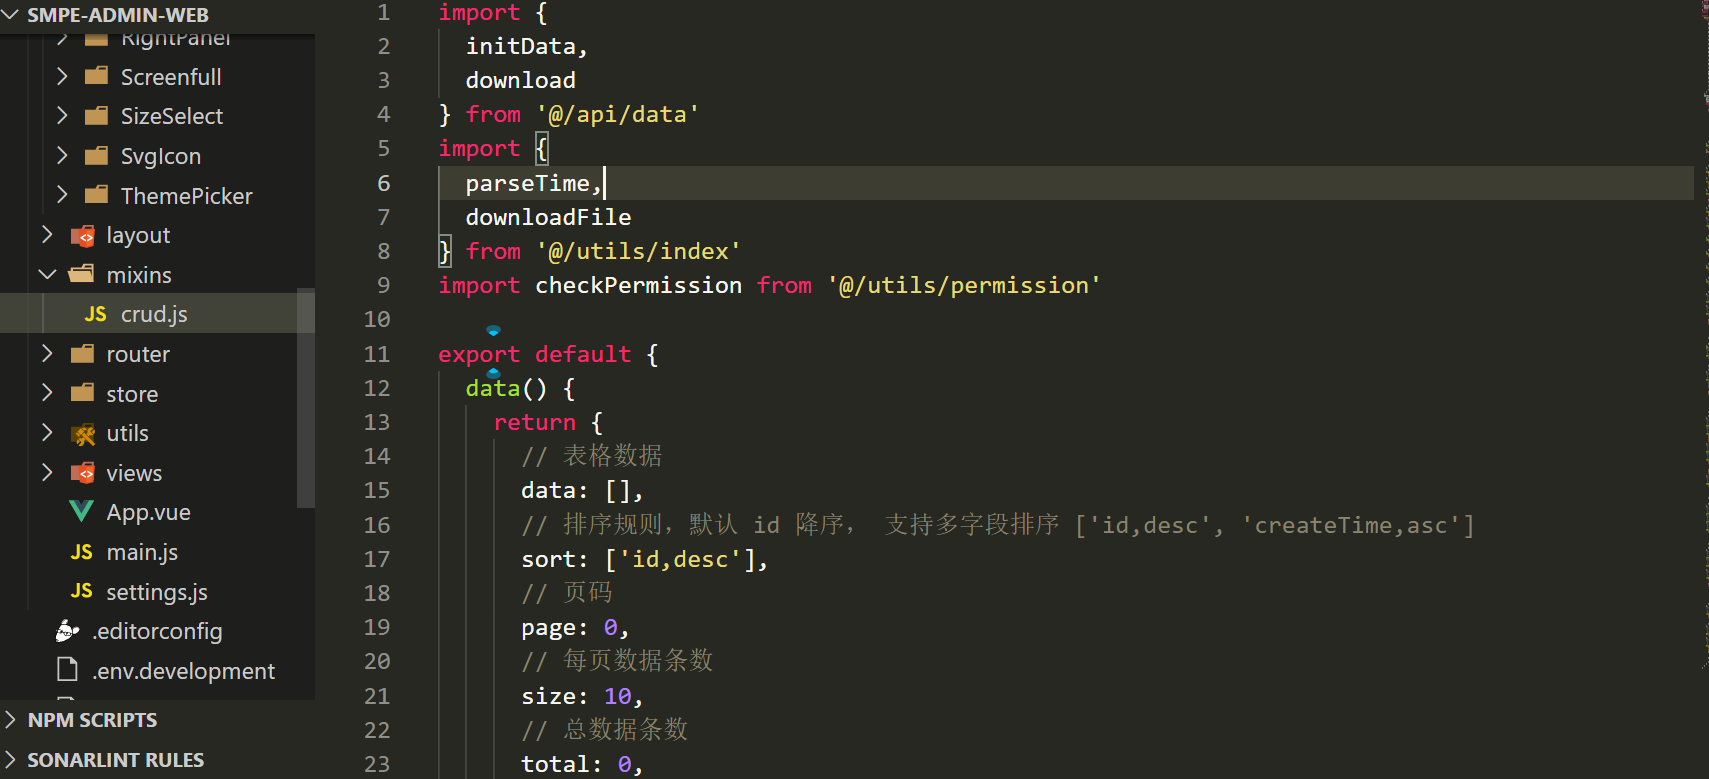 SMPE-ADMIN-WEB
RightPanel
Screenfull
SizeSelect
SvgIcon
ThemePicker
layout
mixins
JS crud.js
router
store
utils
views
App.vue
JS main.js
JS settings.js
.editorconfig
.env.development
NPM SCRIPTS
SONARLINT RULES
1 import {
2 initData,
3 download
4 } from '@/api/data'
5 import {
6 parseTime,
7 downloadFile
8 } from '@/utils/index'
9 import checkPermission from '@/utils/permission'
10
11 export default {
12 data() {
13 return {
14 // 表格数据
15 data: [],
16 // 排序规则，默认 id 降序， 支持多字段排序 ['id,desc', 'createTime,asc']
17 sort: ['id,desc'],
18 // 页码
19 page: 0,
20 // 每页数据条数
21 size: 10,
22 // 总数据条数
23 total: 0,